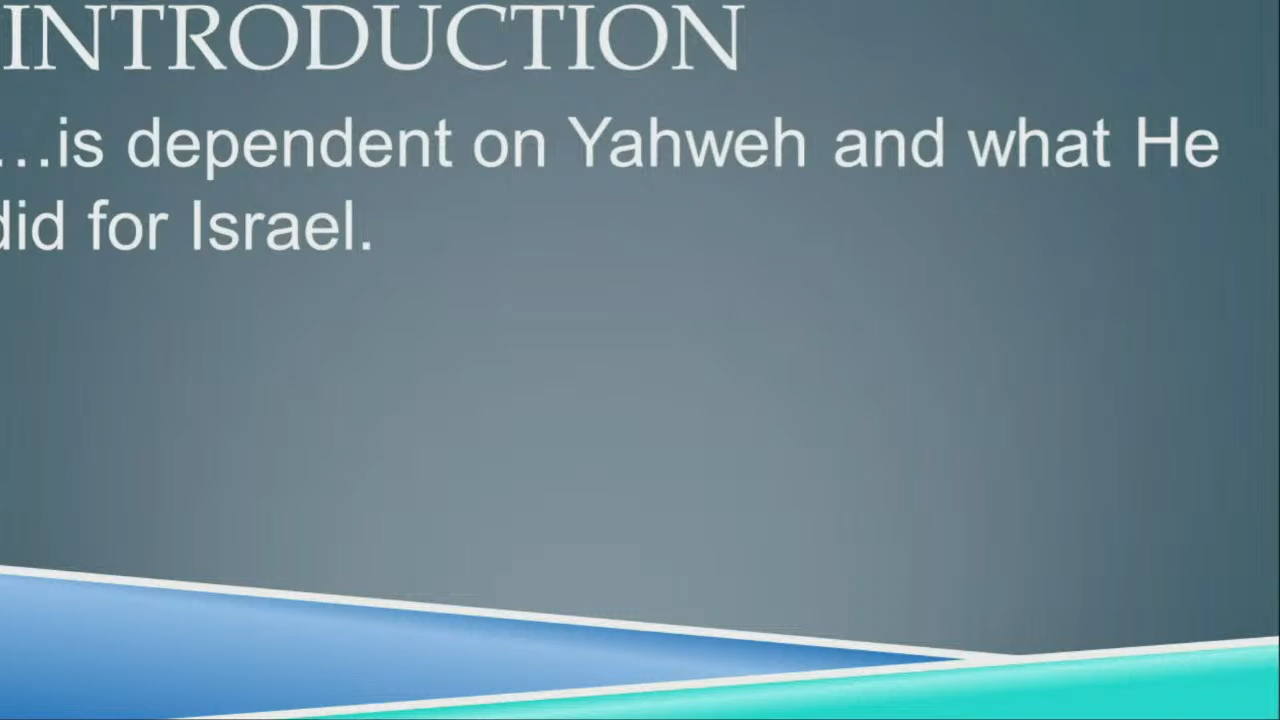 INTRODUCTION
…is dependent on Yahweh and what He
did for Israel.